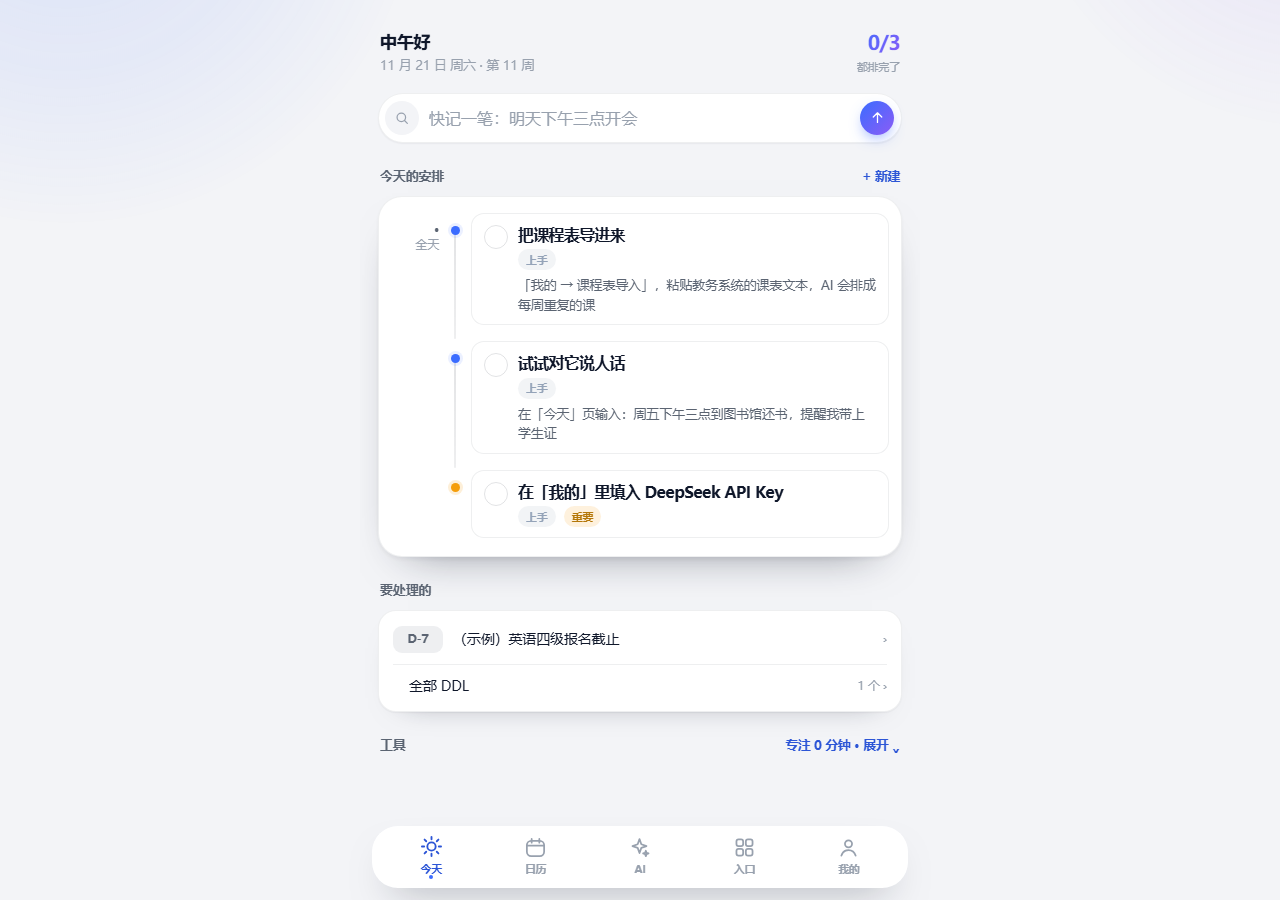 中午好
0/3
11 月 21 日 周六 · 第 11 周
都排完了
快记一笔：明天下午三点开会
今天的安排
+ 新建
•
全天
把课程表导进来
上手
「我的 → 课程表导入」，粘贴教务系统的课表文本，AI 会排成
每周重复的课
试试对它说人话
上手
在「今天」页输入：周五下午三点到图书馆还书，提醒我带上
学生证
在「我的」里填入 DeepSeek API Key
上手 重要
要处理的
D-7 （示例）英语四级报名截止 ›
全部 DDL 1 个 ›
工具
专注 0 分钟 • 展开 ⌄
今天 日历 AI 入口 我的